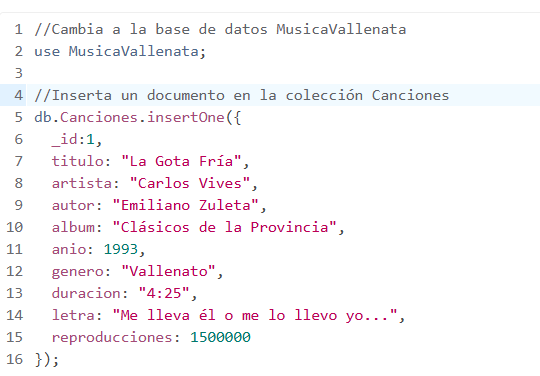 1 //Cambia a la base de datos MusicaVallenata
2 use MusicaVallenata;
3
4 //Inserta un documento en la colección Canciones
5 db.Canciones.insertOne({
6   _id:1,
7   titulo: "La Gota Fría",
8   artista: "Carlos Vives",
9   autor: "Emiliano Zuleta",
10   album: "Clásicos de la Provincia",
11   anio: 1993,
12   genero: "Vallenato",
13   duracion: "4:25",
14   letra: "Me lleva él o me lo llevo yo...",
15   reproducciones: 1500000
16 });